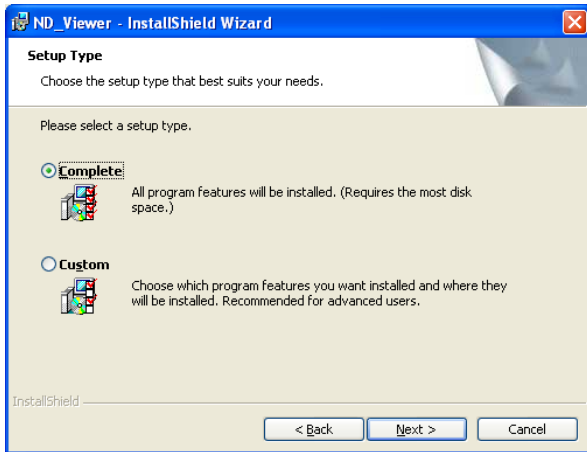 ND_Viewer - InstallShield Wizard
Setup Type
Choose the setup type that best suits your needs.
Please select a setup type.
Complete
All program features will be installed. (Requires the most disk
space.)
Custom
Choose which program features you want installed and where they
will be installed. Recommended for advanced users.
InstallShield
< Back Next > Cancel